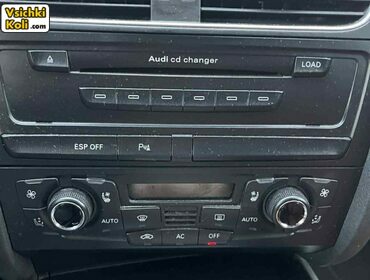 Vsichki
Koli .com
Audi cd changer
LOAD
ESP OFF
P
AUTO
AUTO
AC
OFF